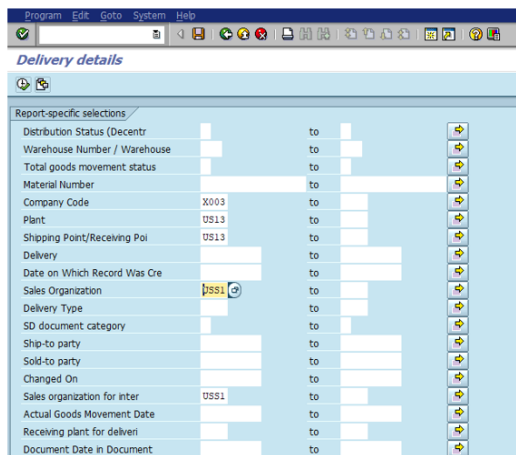 Program Edit Goto System Help
Delivery details
Report-specific selections
Distribution Status (Decentr to
Warehouse Number / Warehouse to
Total goods movement status to
Material Number to
Company Code X003 to
Plant US13 to
Shipping Point/Receiving Poi US13 to
Delivery to
Date on Which Record Was Cre to
Sales Organization USS1 to
Delivery Type to
SD document category to
Ship-to party to
Sold-to party to
Changed On to
Sales organization for inter USS1 to
Actual Goods Movement Date to
Receiving plant for deliveri to
Document Date in Document to